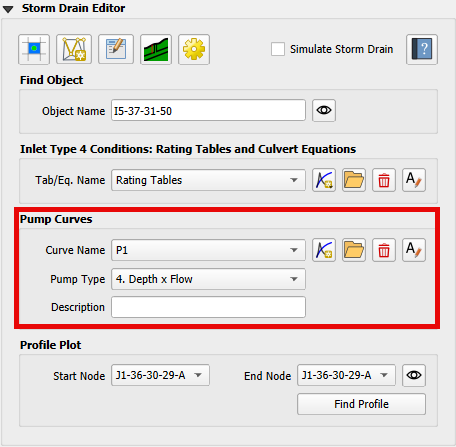 Storm Drain Editor
Simulate Storm Drain
?
Find Object
Object Name I5-37-31-50
Inlet Type 4 Conditions: Rating Tables and Culvert Equations
Tab/Eq. Name Rating Tables
Pump Curves
Curve Name P1
Pump Type 4. Depth x Flow
Description
Profile Plot
Start Node J1-36-30-29-A End Node J1-36-30-29-A
Find Profile